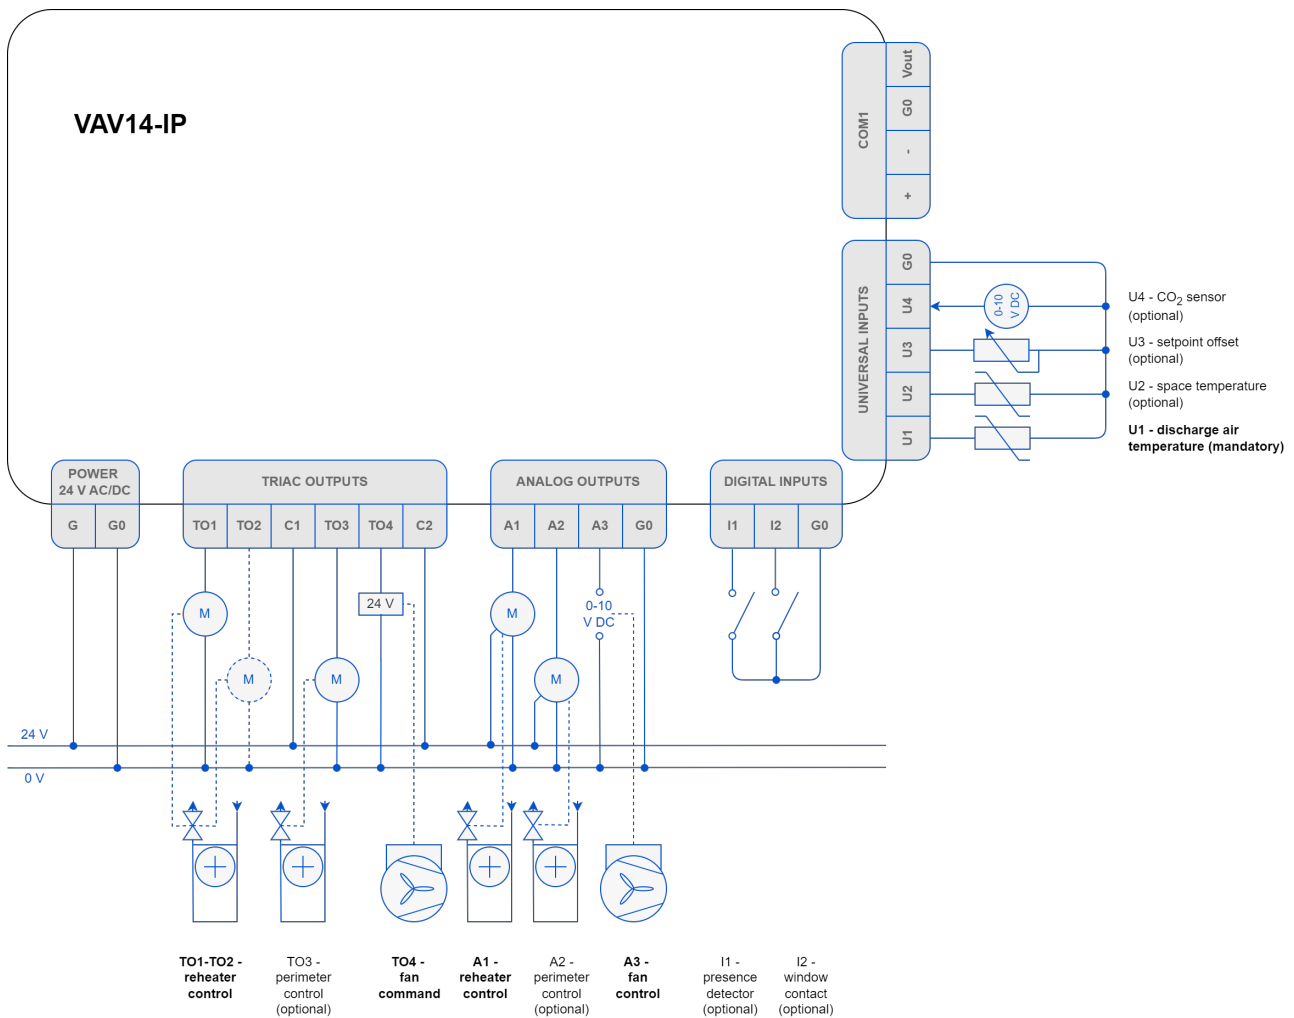 VAV14-IP
COM1
Vout
G0
-
+
UNIVERSAL INPUTS
G0
U4
U3
U2
U1
0-10
V DC
U4 - CO2 sensor
(optional)
U3 - setpoint offset
(optional)
U2 - space temperature
(optional)
U1 - discharge air
temperature (mandatory)
POWER
24 V AC/DC
G G0
TRIAC OUTPUTS
TO1 TO2 C1 TO3 TO4 C2
ANALOG OUTPUTS
A1 A2 A3 G0
DIGITAL INPUTS
I1 I2 G0
M
M
M
24 V
M
M
0-10
V DC
24 V
0 V
TO1-TO2 -
reheater
control
TO3 -
perimeter
control
(optional)
TO4 -
fan
command
A1 -
reheater
control
A2 -
perimeter
control
(optional)
A3 -
fan
control
I1 -
presence
detector
(optional)
I2 -
window
contact
(optional)